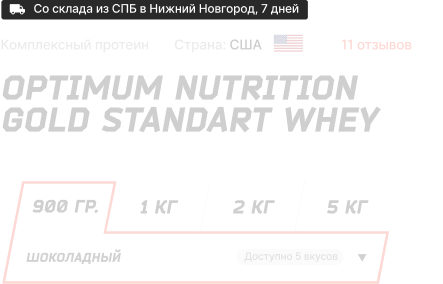 Со склада из СПБ в Нижний Новгород, 7 дней
Комплексный протеин Страна: США 11 отзывов
OPTIMUM NUTRITION
GOLD STANDART WHEY
900 ГР. 1 КГ 2 КГ 5 КГ
ШОКОЛАДНЫЙ Доступно 5 вкусов